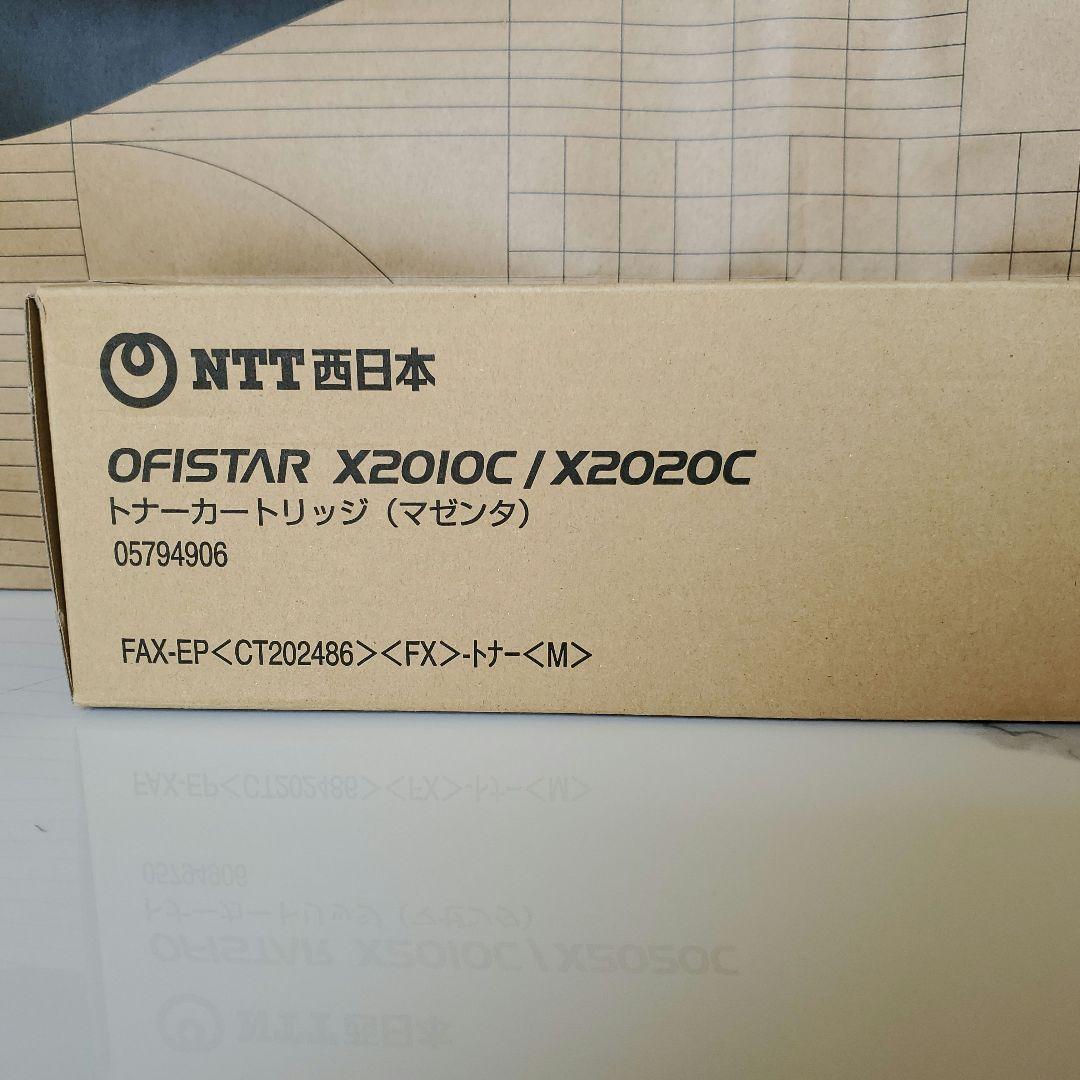 NTT西日本
OFISTAR X2010C/X2020C
トナーカートリッジ(マゼンタ)
05794906
FAX-EP<CT202486><FX>-トナー<M>